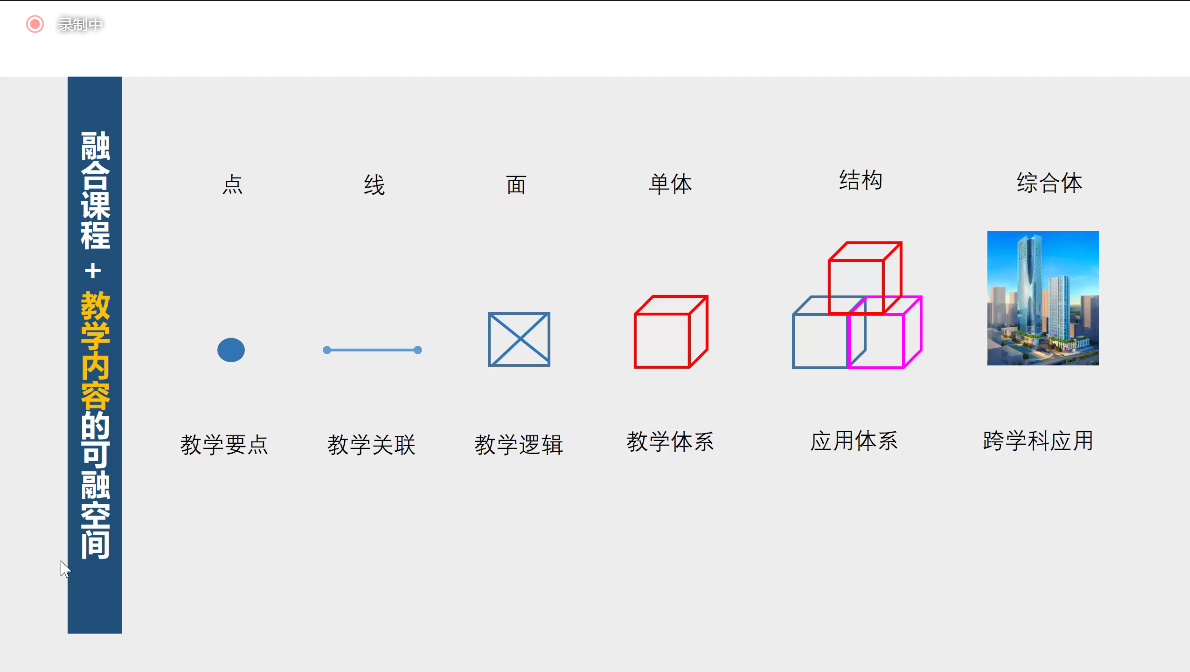 录制中
融合课程+教学内容的可融空间
点
线
面
单体
结构
综合体
教学要点
教学关联
教学逻辑
教学体系
应用体系
跨学科应用